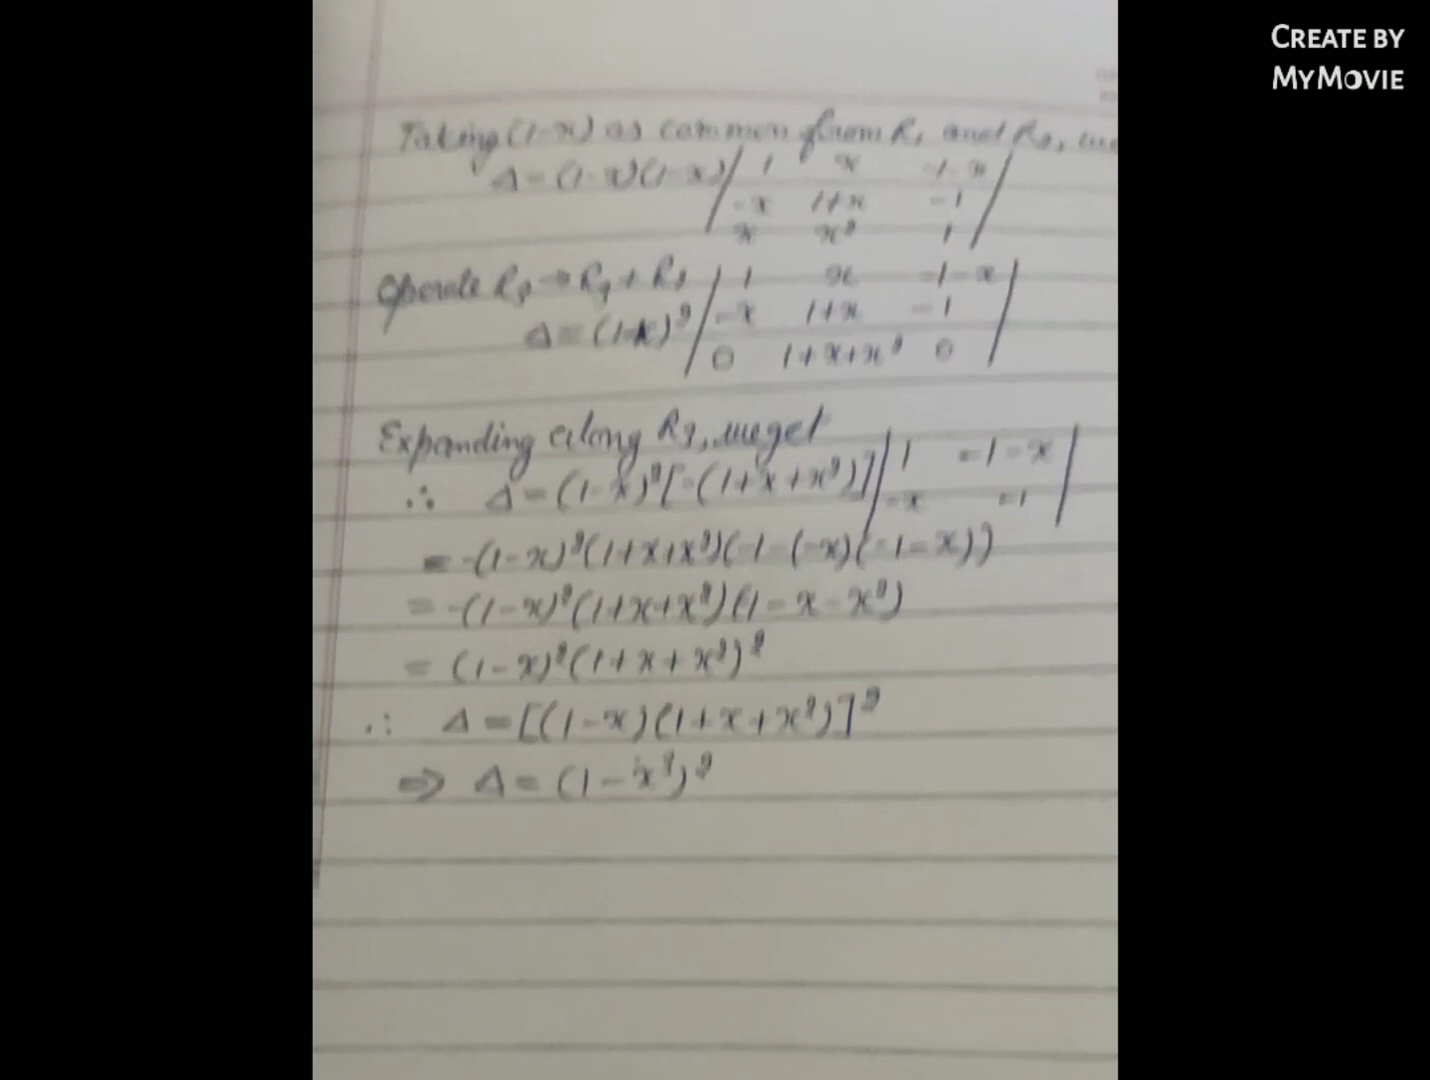 CREATE BY
MYMOVIE
Taking (1-x) as common from R₁ and R₂, we
Δ = (1-x)(1-x) | 1 x -1-x |
| -x 1+x -1 |
| x x² 1 |
Operate R₃ → R₃ + R₂ | 1 x -1-x |
Δ = (1-x)² | -x 1+x -1 |
| 0 1+x+x² 0 |
Expanding along R₃, we get
∴ Δ = (1-x)² [-(1+x+x²)] | 1 -1-x |
| -x -1 |
= -(1-x)²(1+x+x²)(-1-(-x)(-1-x))
= -(1-x)²(1+x+x²)(-1-x-x²)
= (1-x)²(1+x+x²)²
∴ Δ = [(1-x)(1+x+x²)]²
⇒ Δ = (1-x³)²